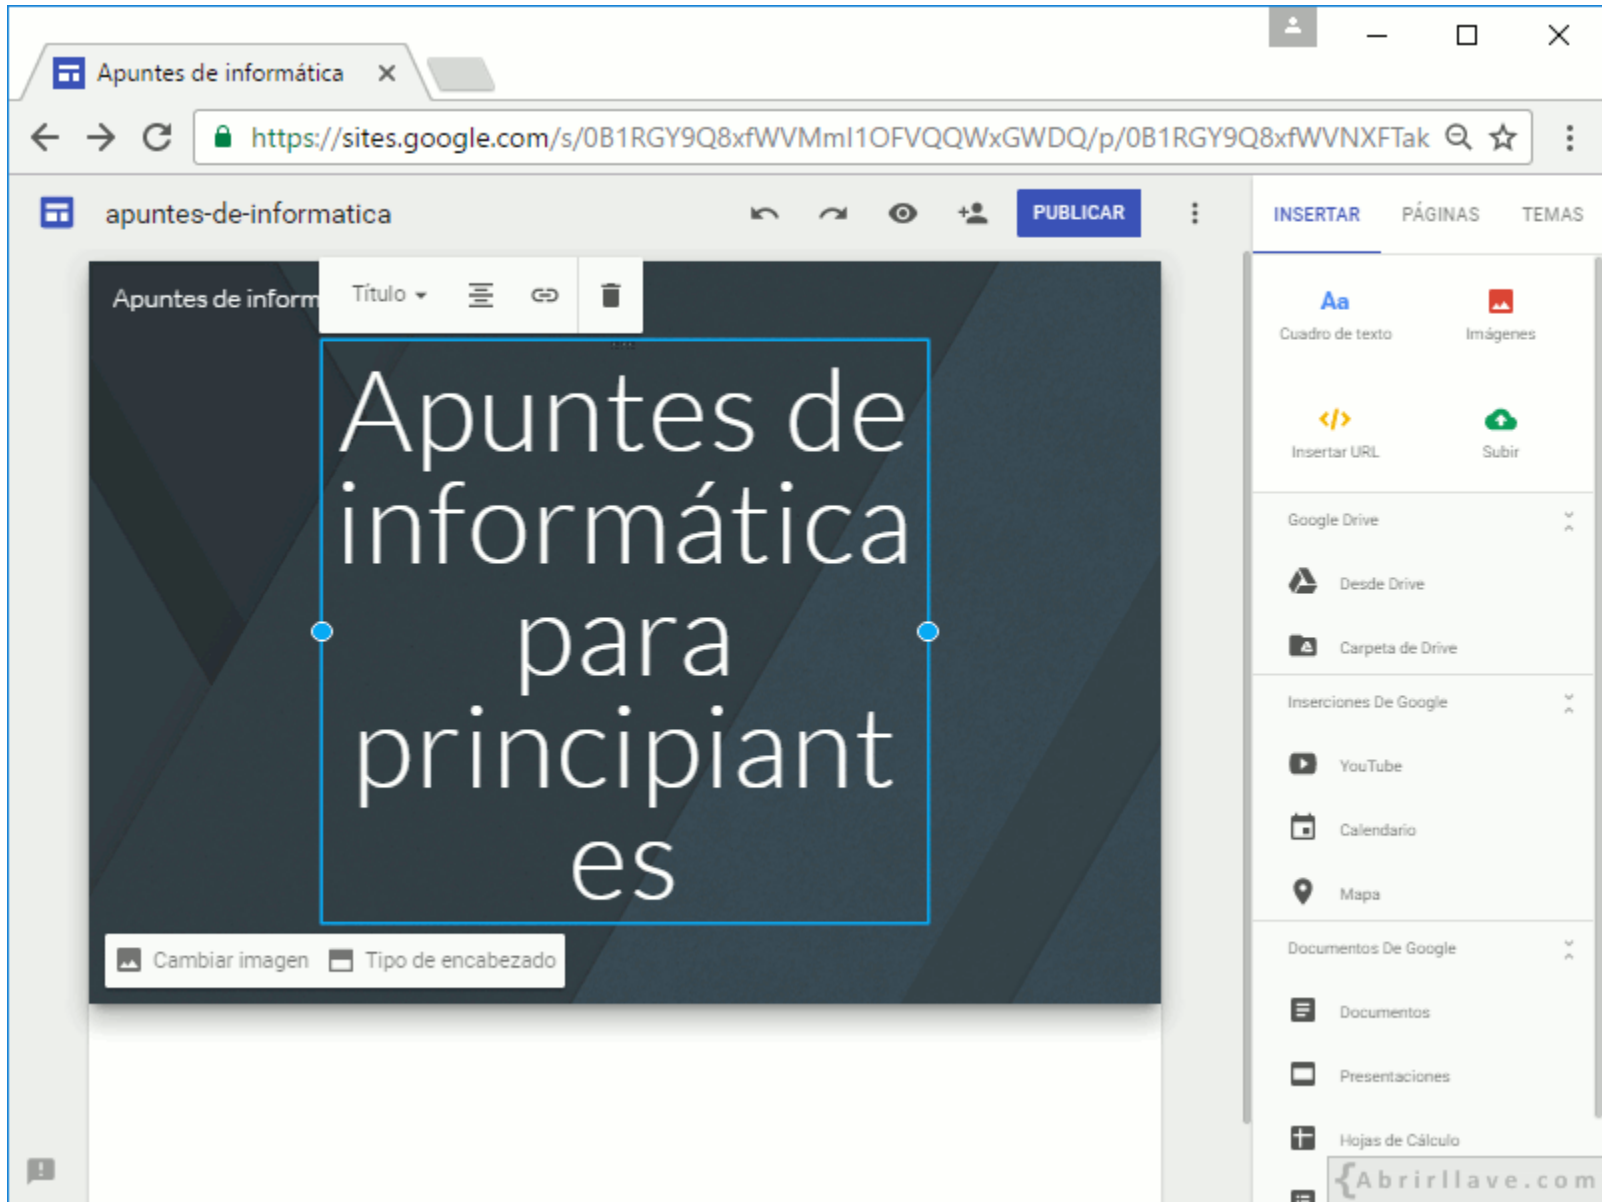 Apuntes de informática
https://sites.google.com/s/0B1RGY9Q8xfWVMml1OFVQQWxGWDQ/p/0B1RGY9Q8xfWVNXFTak
apuntes-de-informatica
PUBLICAR
INSERTAR PÁGINAS TEMAS
Apuntes de inform
Título
Apuntes de
informática
para
principiant
es
Cambiar imagen Tipo de encabezado
Aa
Cuadro de texto Imágenes
Insertar URL Subir
Google Drive
Desde Drive
Carpeta de Drive
Inserciones De Google
YouTube
Calendario
Mapa
Documentos De Google
Documentos
Presentaciones
Hojas de Cálculo
{Abrirllave.com